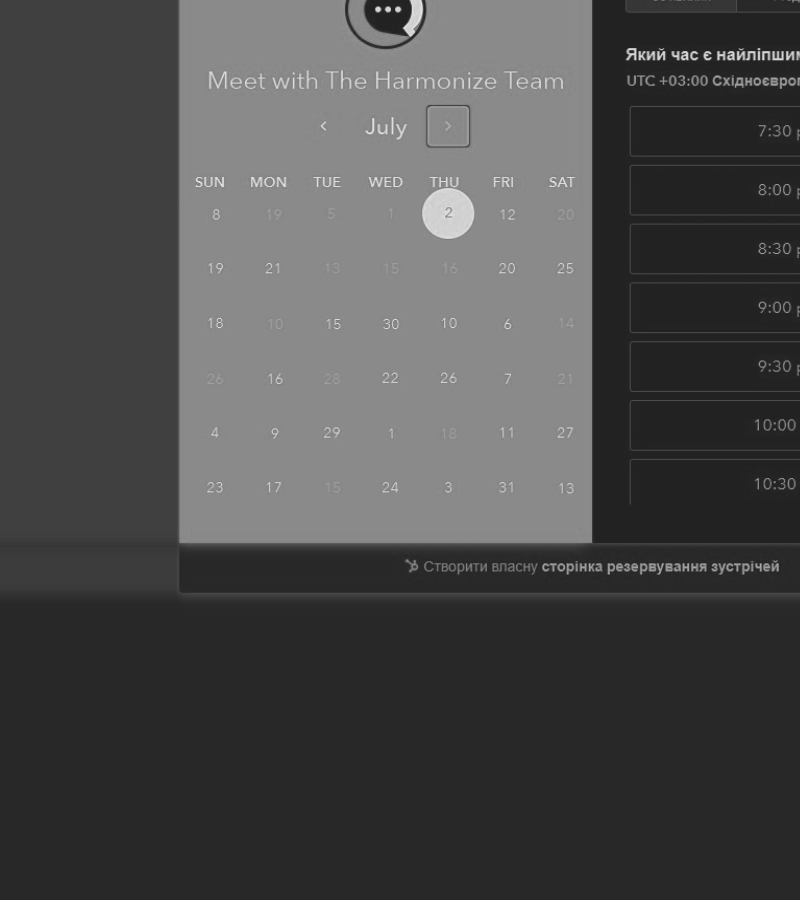 Meet with The Harmonize Team
July
SUN MON TUE WED THU FRI SAT
8 19 5 1 2 12 20
19 21 13 15 16 20 25
18 10 15 30 10 6 14
26 16 28 22 26 7 21
4 9 29 1 18 11 27
23 17 15 24 3 31 13
Який час є
UTC +03:00
7:30
8:00
8:30
9:00
9:30
10:00
10:30
Створити власну сторінка резервування зустрічей